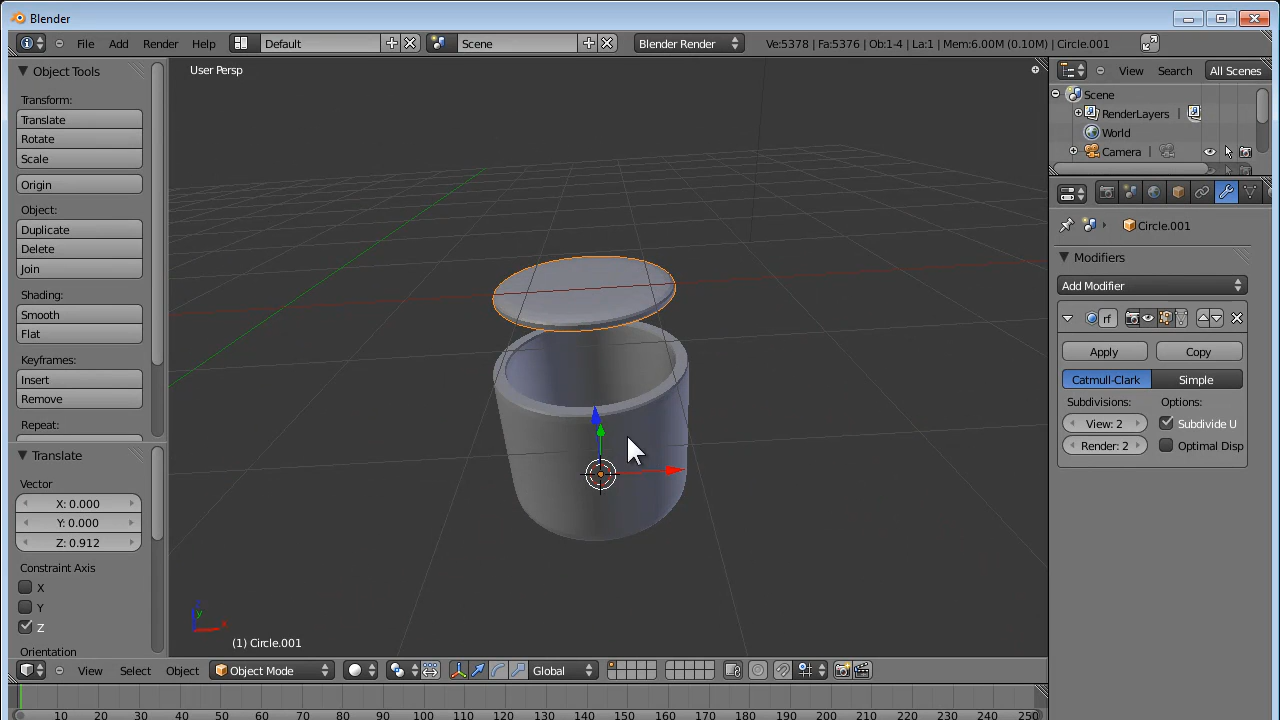 Blender
File Add Render Help Default Scene Blender Render Ve:5378 | Fa:5376 | Ob:1-4 | La:1 | Mem:6.00M (0.10M) | Circle.001
Object Tools
Transform:
Translate
Rotate
Scale
Origin
Object:
Duplicate
Delete
Join
Shading:
Smooth
Flat
Keyframes:
Insert
Remove
Repeat:
Translate
Vector
X: 0.000
Y: 0.000
Z: 0.912
Constraint Axis
X
Y
Z
Orientation
User Persp
y
x
(1) Circle.001
View Select Object Object Mode Global
10 20 30 40 50 60 70 80 90 100 110 120 130 140 150 160 170 180 190 200 210 220 230 240 250
View Search All Scenes
Scene
RenderLayers |
World
Camera |
Circle.001
Modifiers
Add Modifier
rf
Apply Copy
Catmull-Clark Simple
Subdivisions: Options:
View: 2 Subdivide U
Render: 2 Optimal Disp